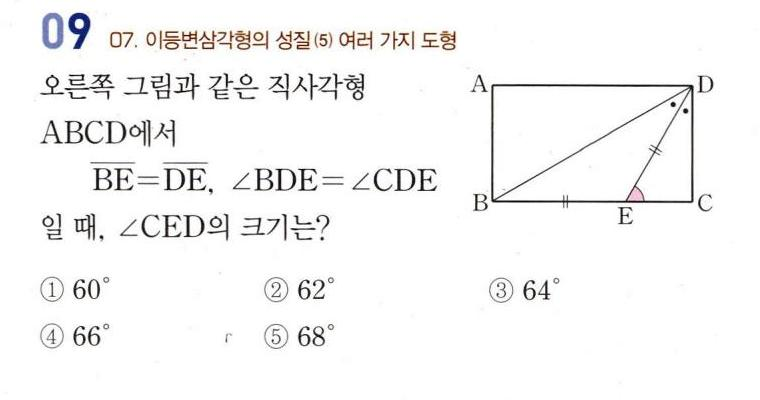 09 07. 이등변삼각형의 성질(5) 여러 가지 도형
오른쪽 그림과 같은 직사각형
ABCD에서
B̅E̅=D̅E̅, ∠BDE=∠CDE
일 때, ∠CED의 크기는?
A D
B E C
① 60° ② 62° ③ 64°
④ 66° ⑤ 68°